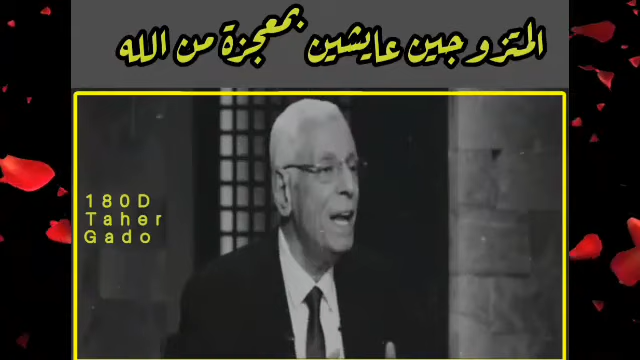 المتزوجين عايشين بمعجزة من الله
180D
Taher
Gado